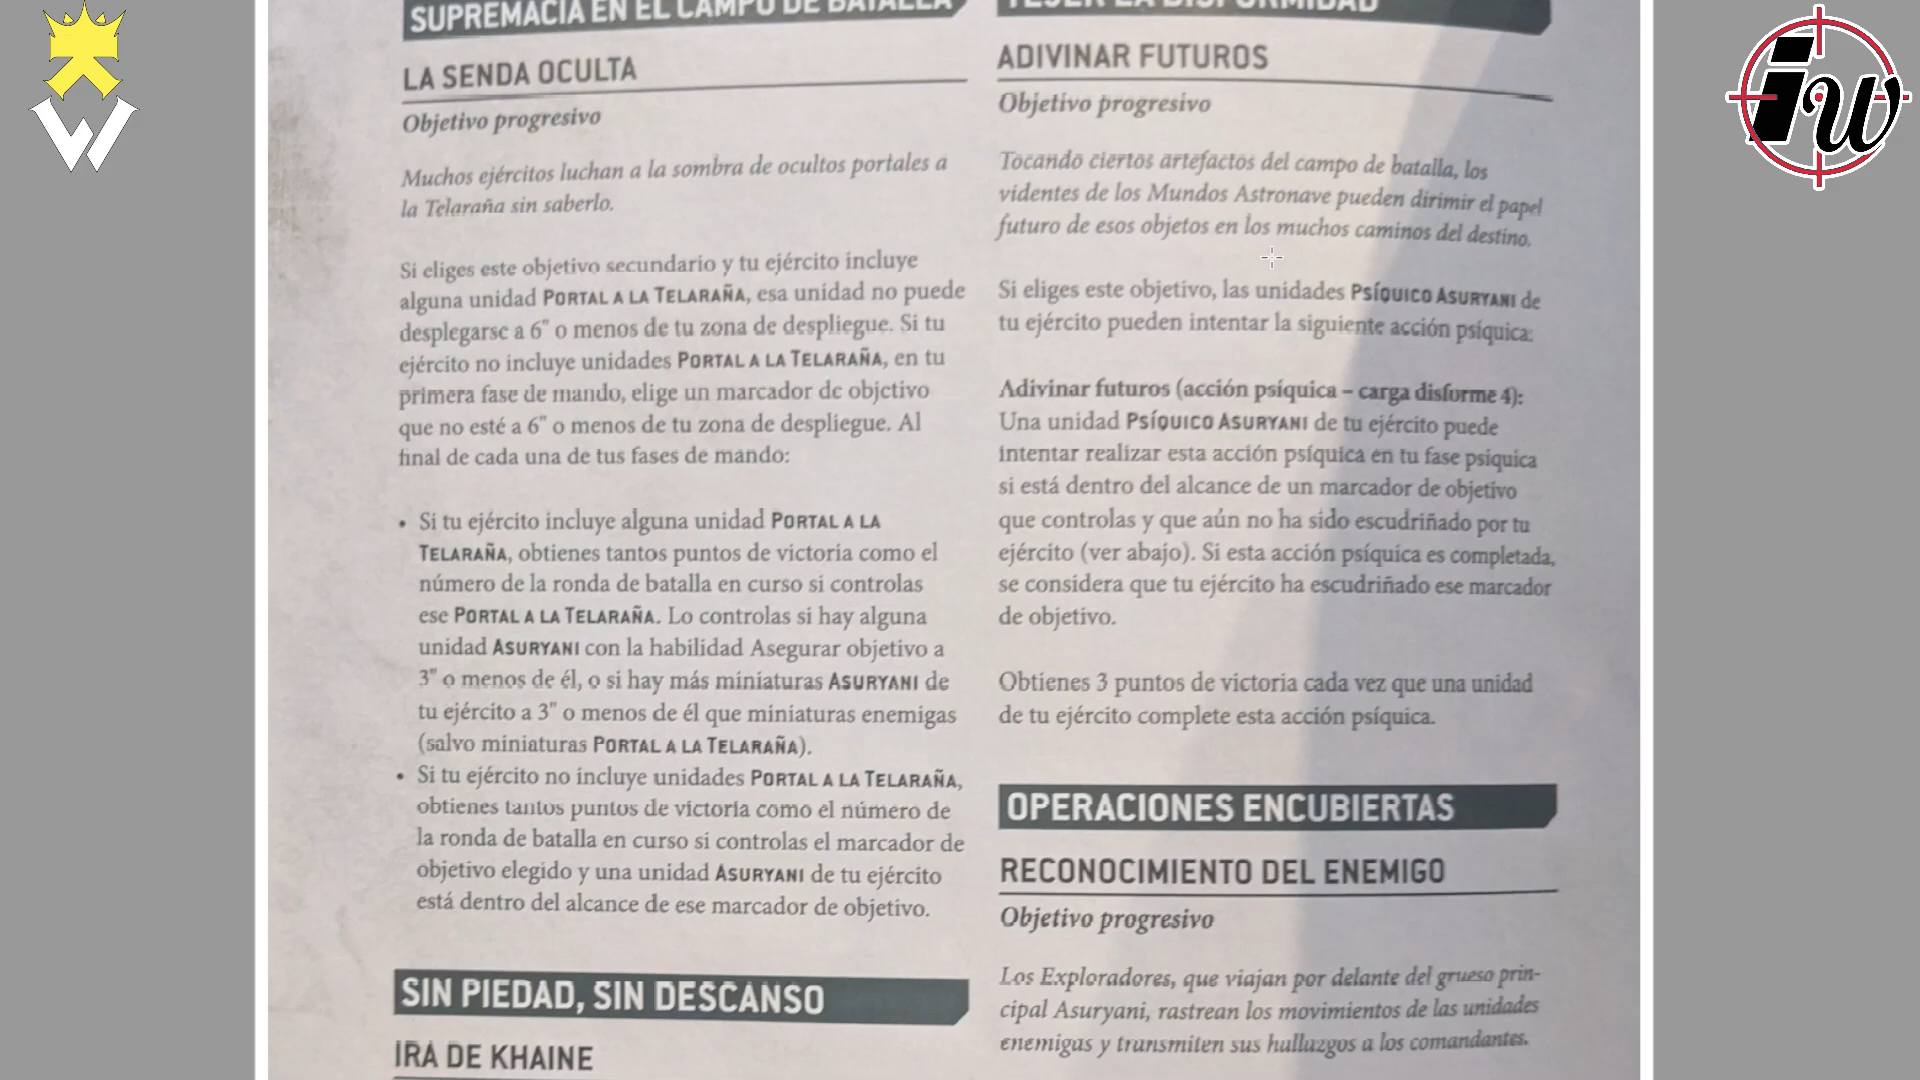 SUPREMACÍA EN EL CAMPO DE BATALLA
LA SENDA OCULTA
Objetivo progresivo
Muchos ejércitos luchan a la sombra de ocultos portales a
la Telaraña sin saberlo.
Si eliges este objetivo secundario y tu ejército incluye
alguna unidad PORTAL A LA TELARAÑA, esa unidad no puede
desplegarse a 6" o menos de tu zona de despliegue. Si tu
ejército no incluye unidades PORTAL A LA TELARAÑA, en tu
primera fase de mando, elige un marcador de objetivo
que no esté a 6" o menos de tu zona de despliegue. Al
final de cada una de tus fases de mando:
• Si tu ejército incluye alguna unidad PORTAL A LA
TELARAÑA, obtienes tantos puntos de victoria como el
número de la ronda de batalla en curso si controlas
ese PORTAL A LA TELARAÑA. Lo controlas si hay alguna
unidad ASURYANI con la habilidad Asegurar objetivo a
3" o menos de él, o si hay más miniaturas ASURYANI de
tu ejército a 3" o menos de él que miniaturas enemigas
(salvo miniaturas PORTAL A LA TELARAÑA).
• Si tu ejército no incluye unidades PORTAL A LA TELARAÑA,
obtienes tantos puntos de victoria como el número de
la ronda de batalla en curso si controlas el marcador de
objetivo elegido y una unidad ASURYANI de tu ejército
está dentro del alcance de ese marcador de objetivo.
SIN PIEDAD, SIN DESCANSO
IRA DE KHAINE
TEJER LA DISFORMIDAD
ADIVINAR FUTUROS
Objetivo progresivo
Tocando ciertos artefactos del campo de batalla, los
videntes de los Mundos Astronave pueden dirimir el papel
futuro de esos objetos en los muchos caminos del destino.
Si eliges este objetivo, las unidades PSÍQUICO ASURYANI de
tu ejército pueden intentar la siguiente acción psíquica:
Adivinar futuros (acción psíquica – carga disforme 4):
Una unidad PSÍQUICO ASURYANI de tu ejército puede
intentar realizar esta acción psíquica en tu fase psíquica
si está dentro del alcance de un marcador de objetivo
que controlas y que aún no ha sido escudriñado por tu
ejército (ver abajo). Si esta acción psíquica es completada,
se considera que tu ejército ha escudriñado ese marcador
de objetivo.
Obtienes 3 puntos de victoria cada vez que una unidad
de tu ejército complete esta acción psíquica.
OPERACIONES ENCUBIERTAS
RECONOCIMIENTO DEL ENEMIGO
Objetivo progresivo
Los Exploradores, que viajan por delante del grueso prin-
cipal Asuryani, rastrean los movimientos de las unidades
enemigas y transmiten sus hallazgos a los comandantes.
W
iw